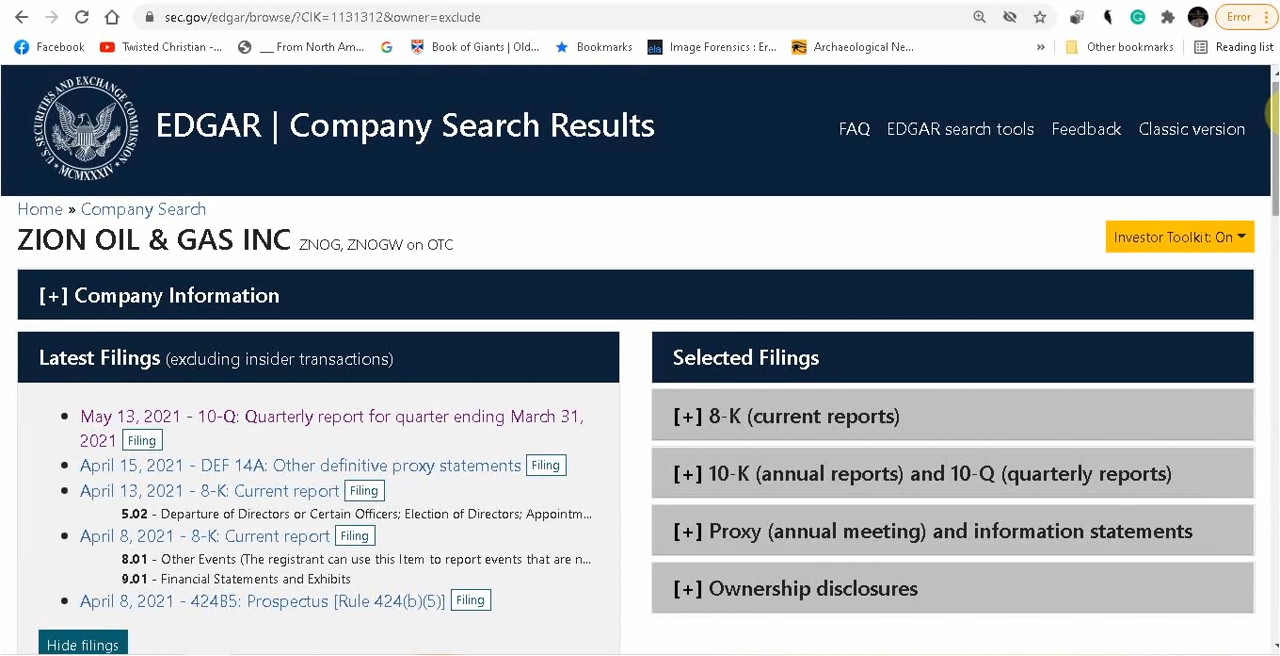 sec.gov/edgar/browse/?CIK=1131312&owner=exclude
Error
Facebook
Twisted Christian -...
__ From North Am...
Book of Giants | Old...
Bookmarks
ela
Image Forensics : Er...
Archaeological Ne...
»
Other bookmarks
Reading list
U.S. SECURITIES AND EXCHANGE COMMISSION
MCMXXXIV
EDGAR | Company Search Results
FAQ
EDGAR search tools
Feedback
Classic version
Home » Company Search
ZION OIL & GAS INC ZNOG, ZNOGW on OTC
Investor Toolkit: On
[+] Company Information
Latest Filings (excluding insider transactions)
May 13, 2021 - 10-Q: Quarterly report for quarter ending March 31,
2021 Filing
April 15, 2021 - DEF 14A: Other definitive proxy statements Filing
April 13, 2021 - 8-K: Current report Filing
5.02 - Departure of Directors or Certain Officers; Election of Directors; Appointm...
April 8, 2021 - 8-K: Current report Filing
8.01 - Other Events (The registrant can use this Item to report events that are n...
9.01 - Financial Statements and Exhibits
April 8, 2021 - 424B5: Prospectus [Rule 424(b)(5)] Filing
Hide filings
Selected Filings
[+] 8-K (current reports)
[+] 10-K (annual reports) and 10-Q (quarterly reports)
[+] Proxy (annual meeting) and information statements
[+] Ownership disclosures